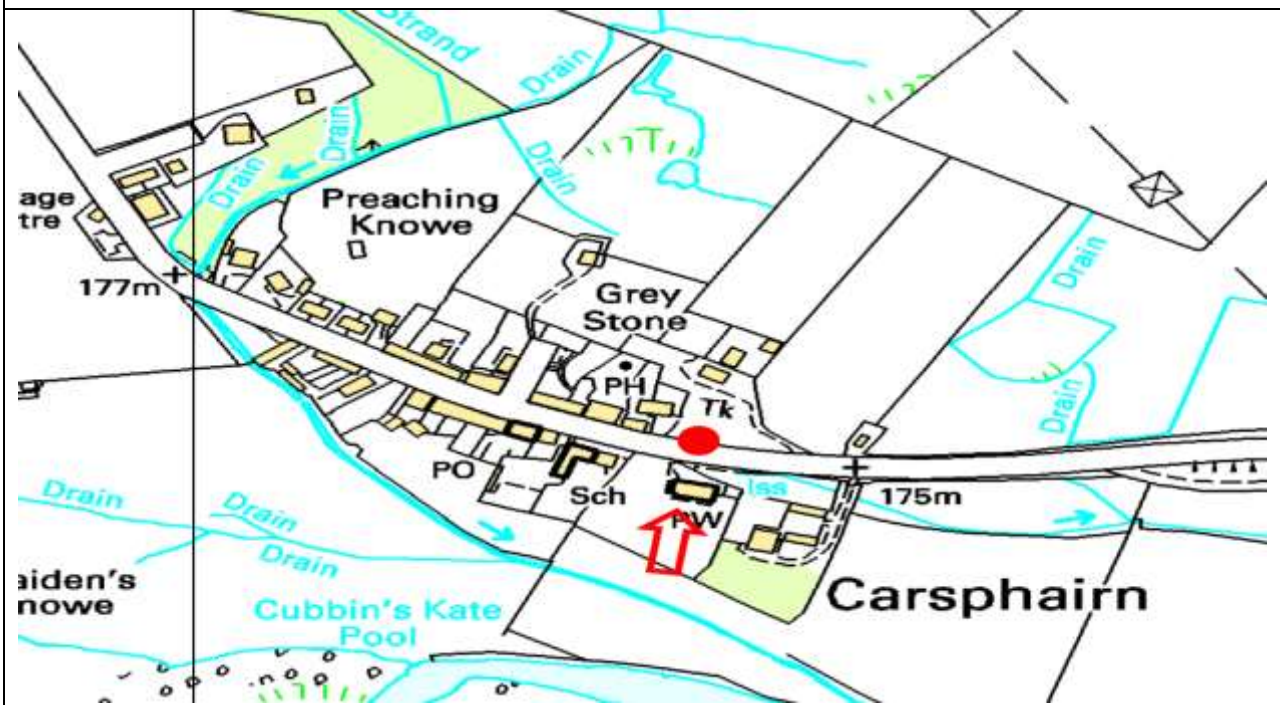 Strand
Drain
Drain
Drain
Drain
Drain
age
tre
Preaching
Knowe
177m
Grey
Stone
PH
Tk
Drain
Drain
PO
Sch
PW
Iss
175m
Drain
Drain
Drain
aiden's
nowe
Cubbin's Kate
Pool
Carsphairn